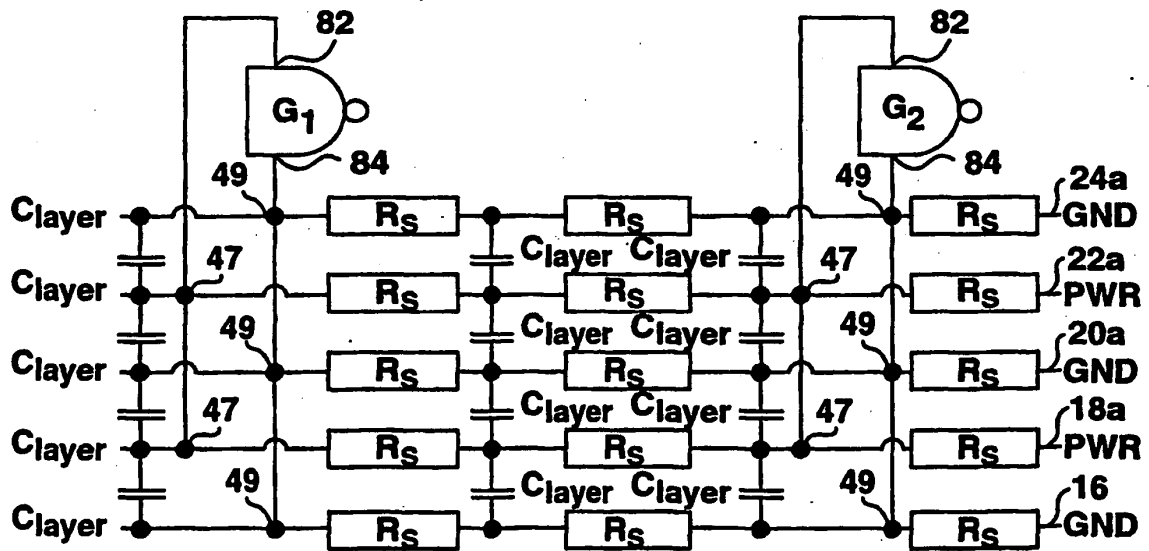 82 82
G1 G2
84 84
49 49 24a
Clayer RS RS RS GND
Clayer Clayer
47 47 22a
Clayer RS RS RS PWR
Clayer Clayer
49 49 20a
Clayer RS RS RS GND
Clayer Clayer
47 47 18a
Clayer RS RS RS PWR
Clayer Clayer
49 49 16
Clayer RS RS RS GND